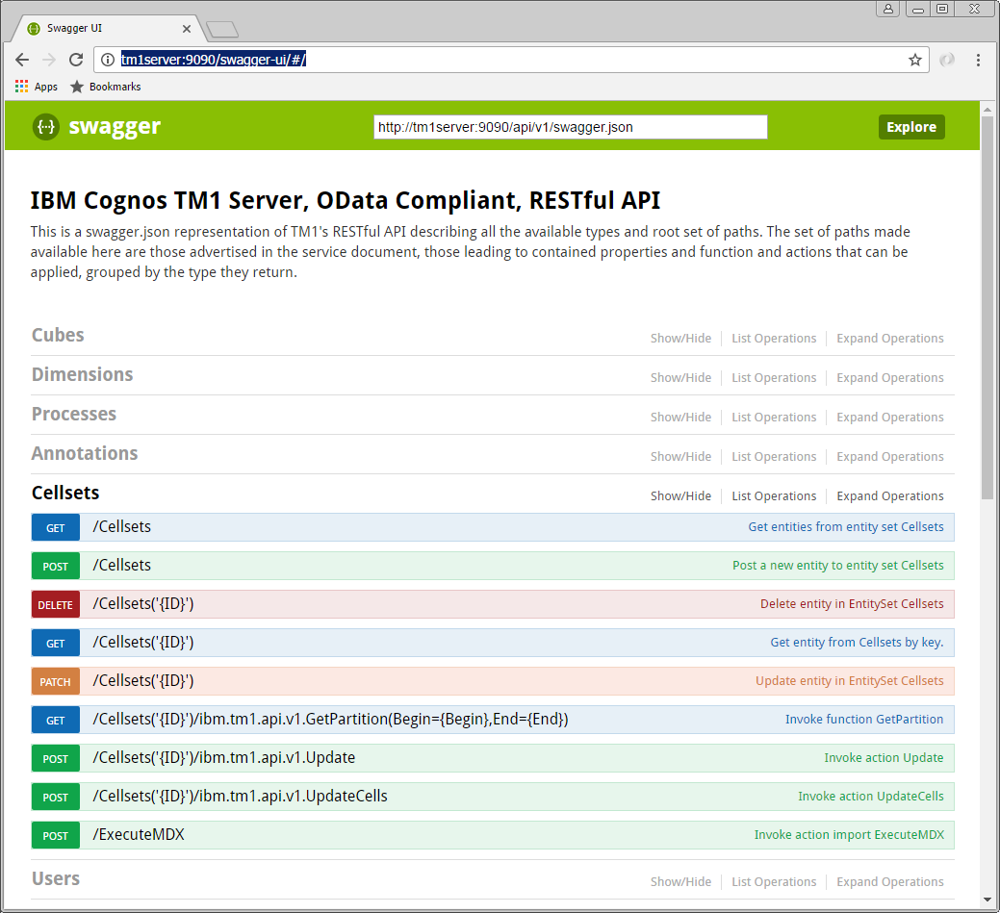 Swagger UI
tm1server:9090/swagger-ui/#/
Apps Bookmarks
{··} swagger http://tm1server:9090/api/v1/swagger.json Explore
IBM Cognos TM1 Server, OData Compliant, RESTful API
This is a swagger.json representation of TM1's RESTful API describing all the available types and root set of paths. The set of paths made
available here are those advertised in the service document, those leading to contained properties and function and actions that can be
applied, grouped by the type they return.
Cubes Show/Hide List Operations Expand Operations
Dimensions Show/Hide List Operations Expand Operations
Processes Show/Hide List Operations Expand Operations
Annotations Show/Hide List Operations Expand Operations
Cellsets Show/Hide List Operations Expand Operations
GET /Cellsets Get entities from entity set Cellsets
POST /Cellsets Post a new entity to entity set Cellsets
DELETE /Cellsets('{ID}') Delete entity in EntitySet Cellsets
GET /Cellsets('{ID}') Get entity from Cellsets by key.
PATCH /Cellsets('{ID}') Update entity in EntitySet Cellsets
GET /Cellsets('{ID}')/ibm.tm1.api.v1.GetPartition(Begin={Begin},End={End}) Invoke function GetPartition
POST /Cellsets('{ID}')/ibm.tm1.api.v1.Update Invoke action Update
POST /Cellsets('{ID}')/ibm.tm1.api.v1.UpdateCells Invoke action UpdateCells
POST /ExecuteMDX Invoke action import ExecuteMDX
Users Show/Hide List Operations Expand Operations